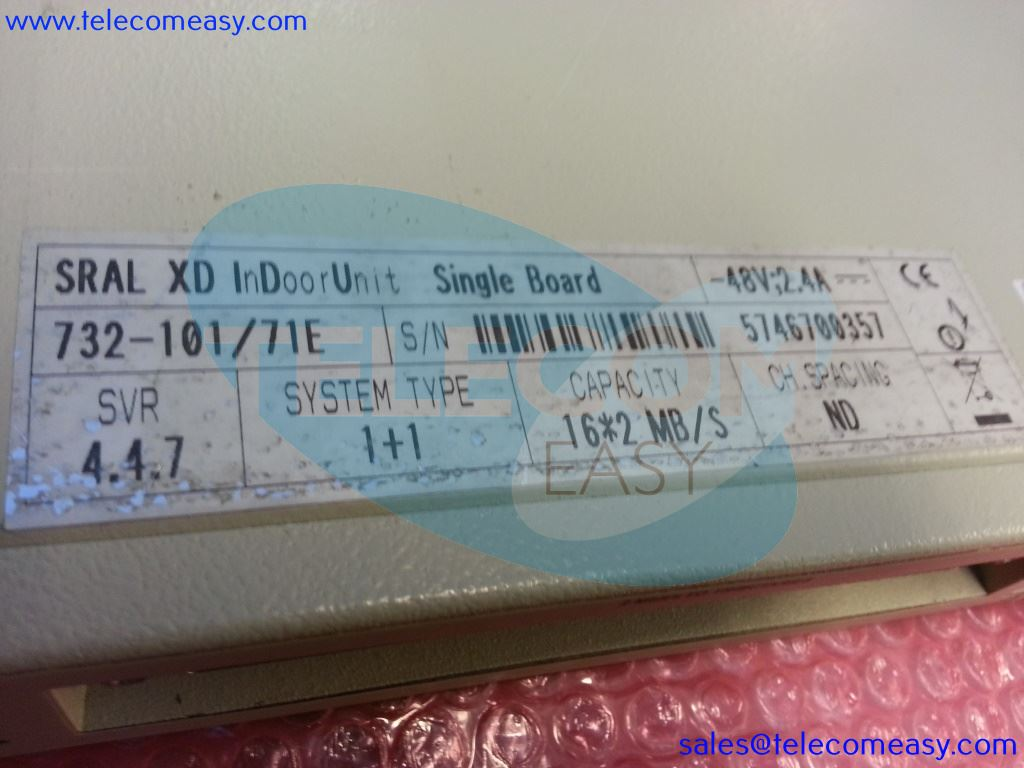 www.telecomeasy.com
SRAL XD InDoorUnit Single Board -48V;2.4A
CE
732-101/71E S/N 5746700357
SVR SYSTEM TYPE CAPACITY CH.SPACING
4.4.7 1+1 16*2 MB/S ND
TELECOM
EASY
sales@telecomeasy.com